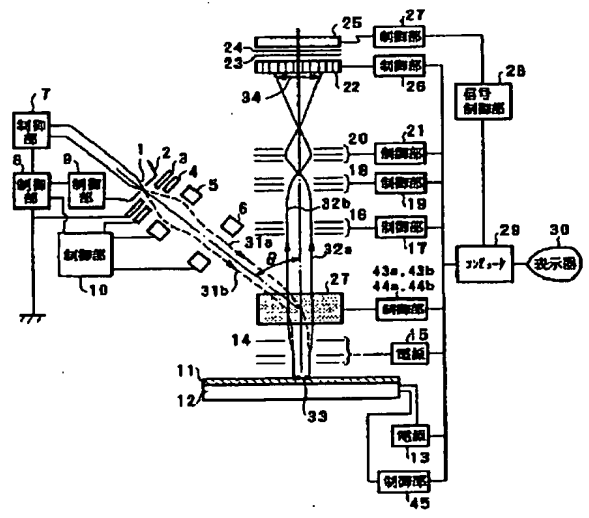 25
27
制御部
24
23
22
制御部
26
28
信号
制御部
34
7
制御
部
1
2
3
4
5
20
21
制御部
8
制御
部
9
制御
部
18
制御部
19
6
32b
16
制御部
17
29
コンピュータ
30
表示器
31a
32a
制御部
10
31b
θ
27
43a,43b
44a,44b
制御部
14
15
電源
11
12
33
電源
13
制御部
45